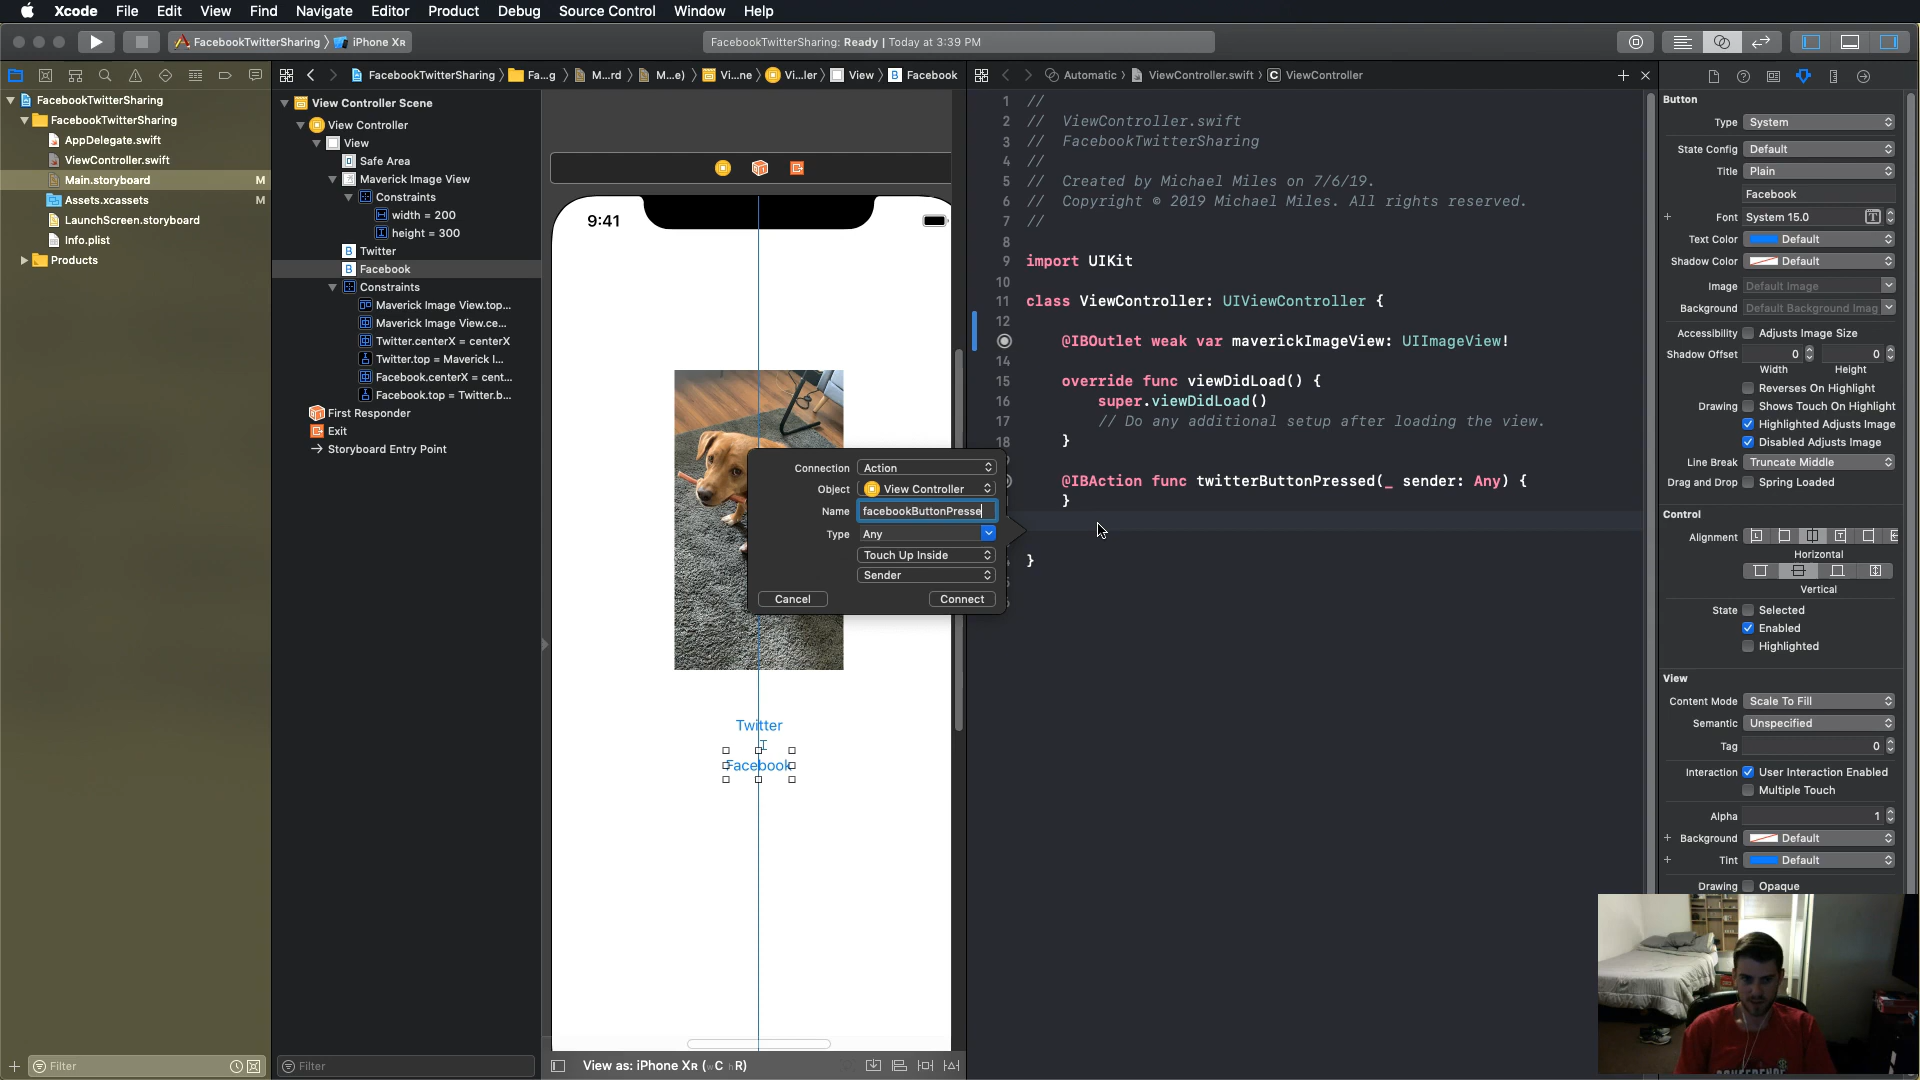 Xcode File Edit View Find Navigate Editor Product Debug Source Control Window Help
FacebookTwitterSharing iPhone XR
FacebookTwitterSharing: Ready | Today at 3:39 PM
FacebookTwitterSharing Fa...g M...rd M...e) Vi...ne Vi...ler View Facebook
Automatic ViewController.swift ViewController
FacebookTwitterSharing
FacebookTwitterSharing
AppDelegate.swift
ViewController.swift
Main.storyboard M
Assets.xcassets M
LaunchScreen.storyboard
Info.plist
Products
Filter
View Controller Scene
View Controller
View
Safe Area
Maverick Image View
Constraints
width = 200
height = 300
Twitter
Facebook
Constraints
Maverick Image View.top...
Maverick Image View.ce...
Twitter.centerX = centerX
Twitter.top = Maverick I...
Facebook.centerX = cent...
Facebook.top = Twitter.b...
First Responder
Exit
Storyboard Entry Point
Filter
9:41
Twitter
Facebook
View as: iPhone XR (wC hR)
Connection Action
Object View Controller
Name facebookButtonPresse
Type Any
Touch Up Inside
Sender
Cancel Connect
1 //
2 // ViewController.swift
3 // FacebookTwitterSharing
4 //
5 // Created by Michael Miles on 7/6/19.
6 // Copyright © 2019 Michael Miles. All rights reserved.
7 //
8
9 import UIKit
10
11 class ViewController: UIViewController {
12
@IBOutlet weak var maverickImageView: UIImageView!
14
15 override func viewDidLoad() {
16 super.viewDidLoad()
17 // Do any additional setup after loading the view.
18 }
@IBAction func twitterButtonPressed(_ sender: Any) {
}
}
Button
Type System
State Config Default
Title Plain
Facebook
Font System 15.0
Text Color Default
Shadow Color Default
Image Default Image
Background Default Background Imag
Accessibility Adjusts Image Size
Shadow Offset 0 0
Width Height
Reverses On Highlight
Drawing Shows Touch On Highlight
Highlighted Adjusts Image
Disabled Adjusts Image
Line Break Truncate Middle
Drag and Drop Spring Loaded
Control
Alignment
Horizontal
Vertical
State Selected
Enabled
Highlighted
View
Content Mode Scale To Fill
Semantic Unspecified
Tag 0
Interaction User Interaction Enabled
Multiple Touch
Alpha 1
Background Default
Tint Default
Drawing Opaque